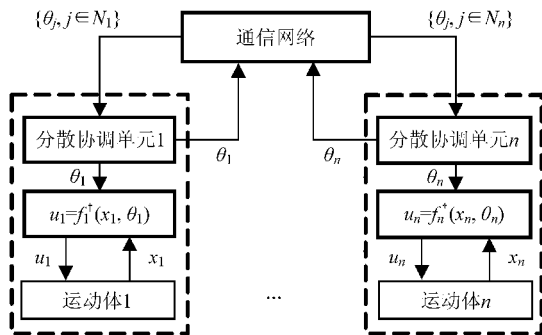 {θj, j∈N1}
通信网络
{θj, j∈Nn}
分散协调单元1
θ1
θn
分散协调单元n
θ1
θn
u1=f1†(x1, θ1)
un=fn*(xn, θn)
u1
x1
un
xn
运动体1
...
运动体n